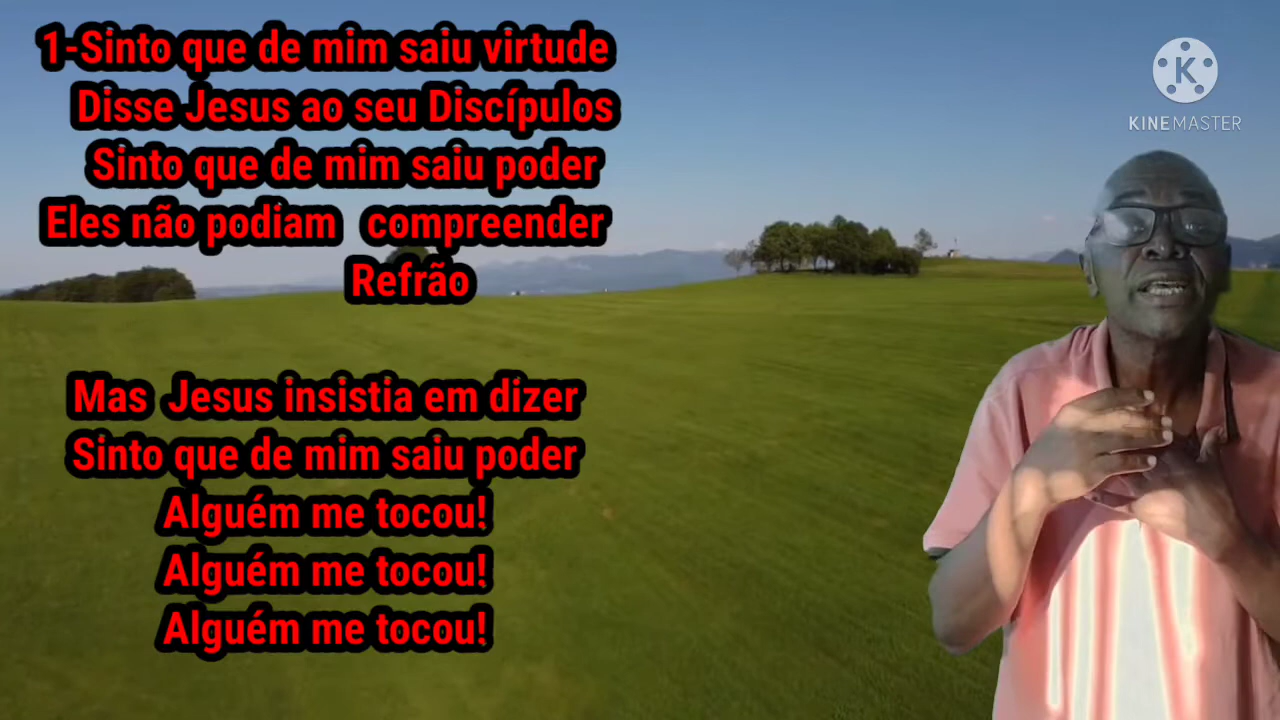 1-Sinto que de mim saiu virtude
Disse Jesus ao seu Discípulos
Sinto que de mim saiu poder
Eles não podiam compreender
Refrão
Mas Jesus insistia em dizer
Sinto que de mim saiu poder
Alguém me tocou!
Alguém me tocou!
Alguém me tocou!
K
KINEMASTER